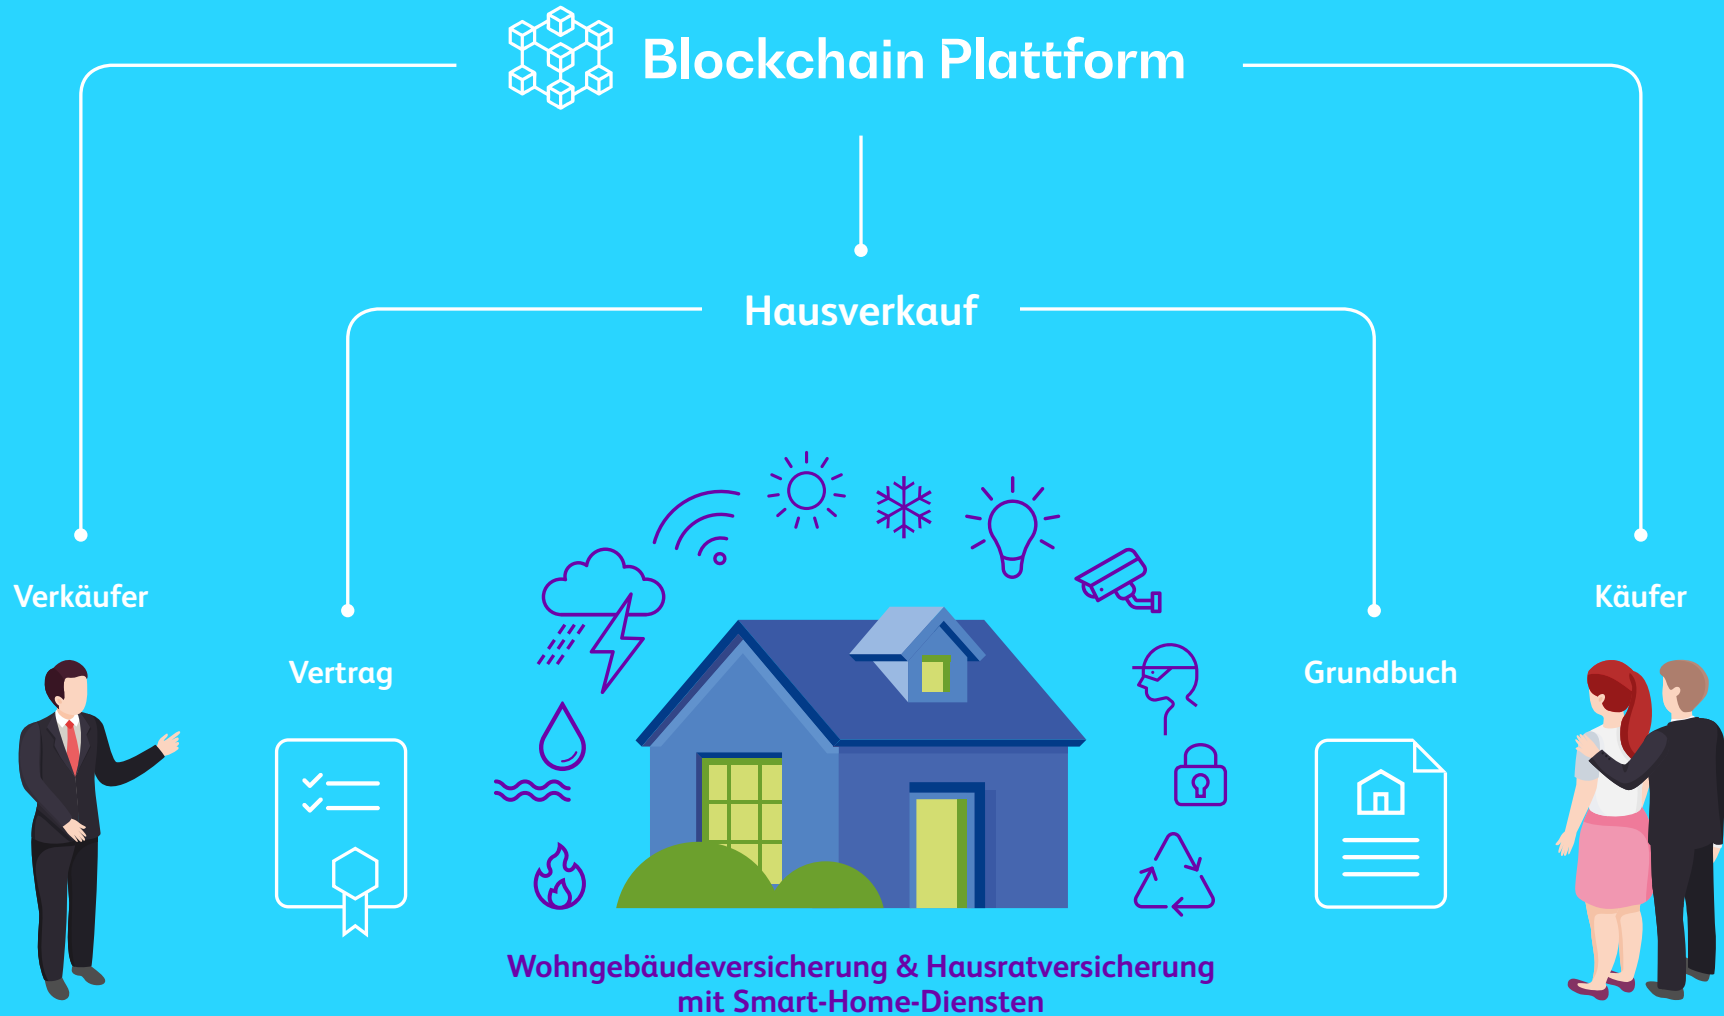 Blockchain Plattform
Hausverkauf
Verkäufer
Käufer
Vertrag
Grundbuch
Wohngebäudeversicherung & Hausratversicherung
mit Smart-Home-Diensten